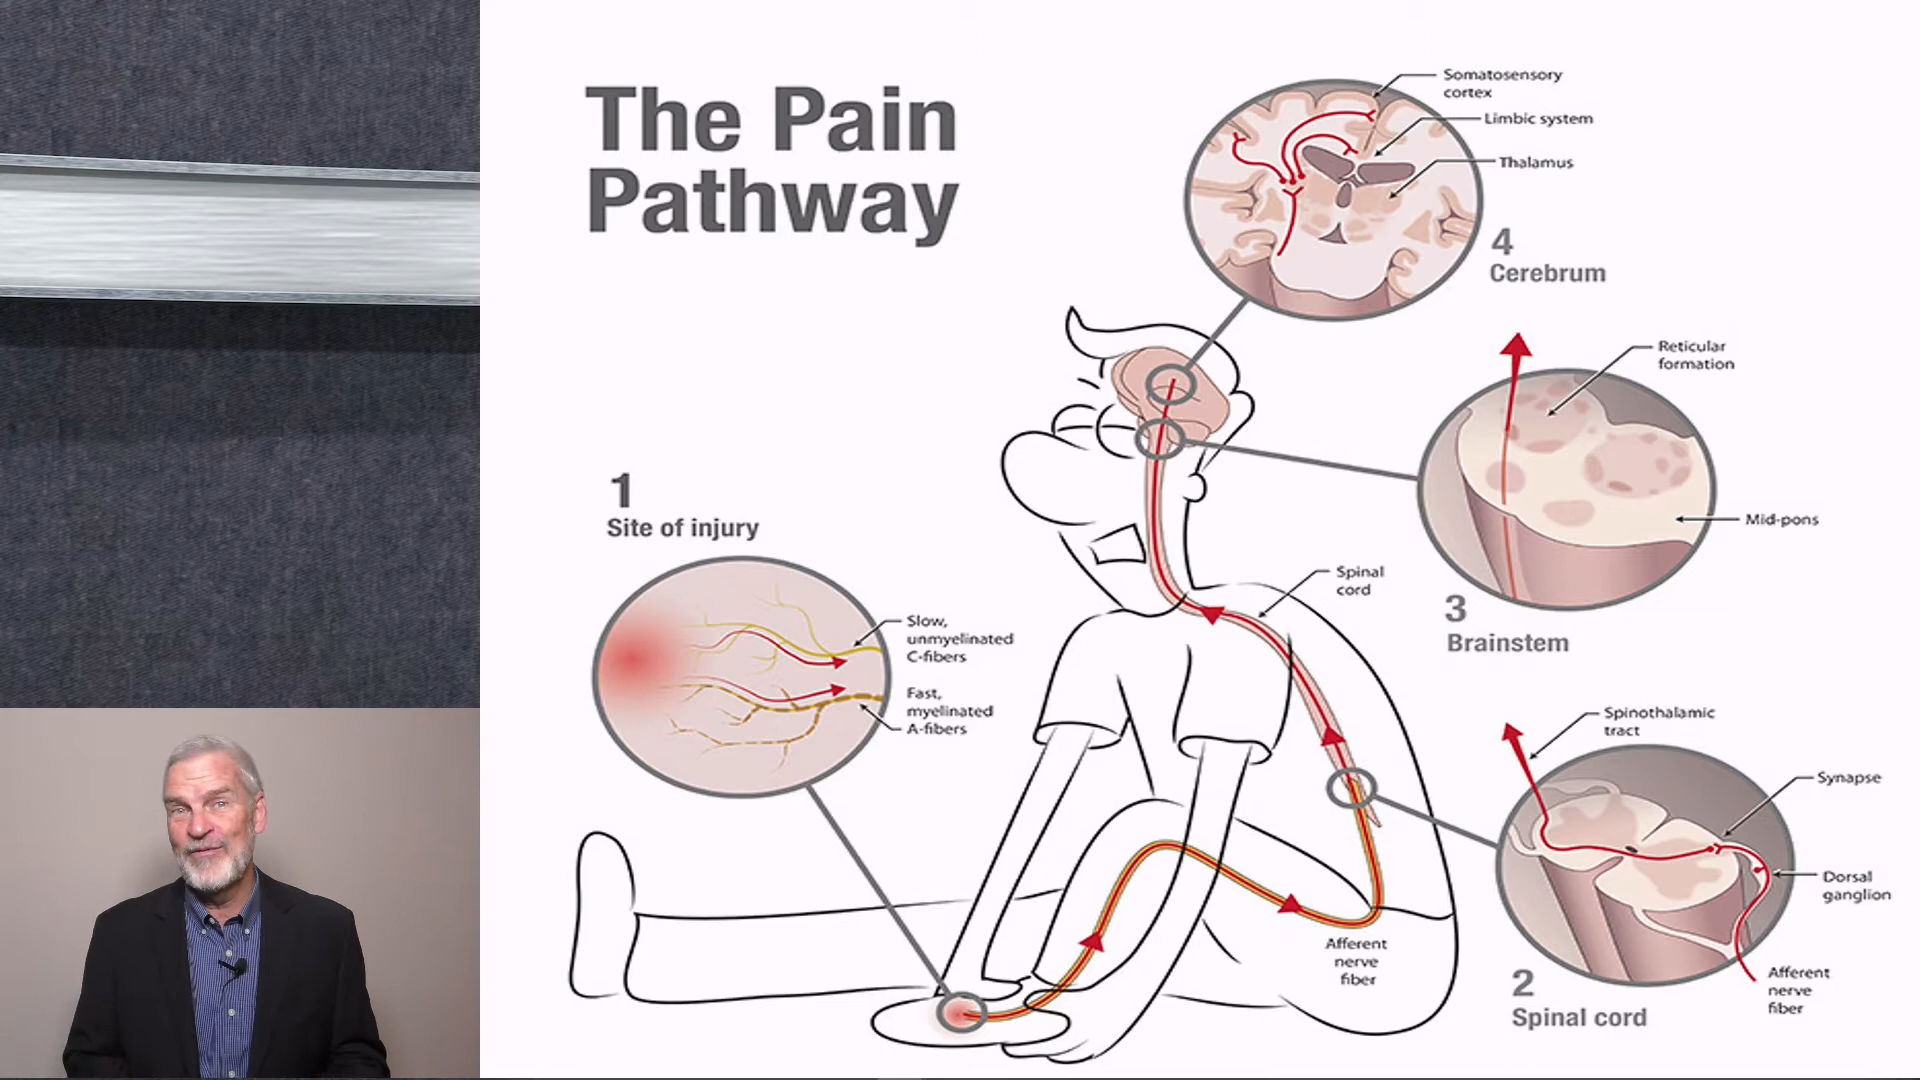 The Pain
Pathway
1
Site of injury
Slow,
unmyelinated
C-fibers
Fast,
myelinated
A-fibers
Somatosensory
cortex
Limbic system
Thalamus
4
Cerebrum
Reticular
formation
Mid-pons
3
Brainstem
Spinal
cord
Spinothalamic
tract
Synapse
Dorsal
ganglion
Afferent
nerve
fiber
2
Spinal cord
Afferent
nerve
fiber